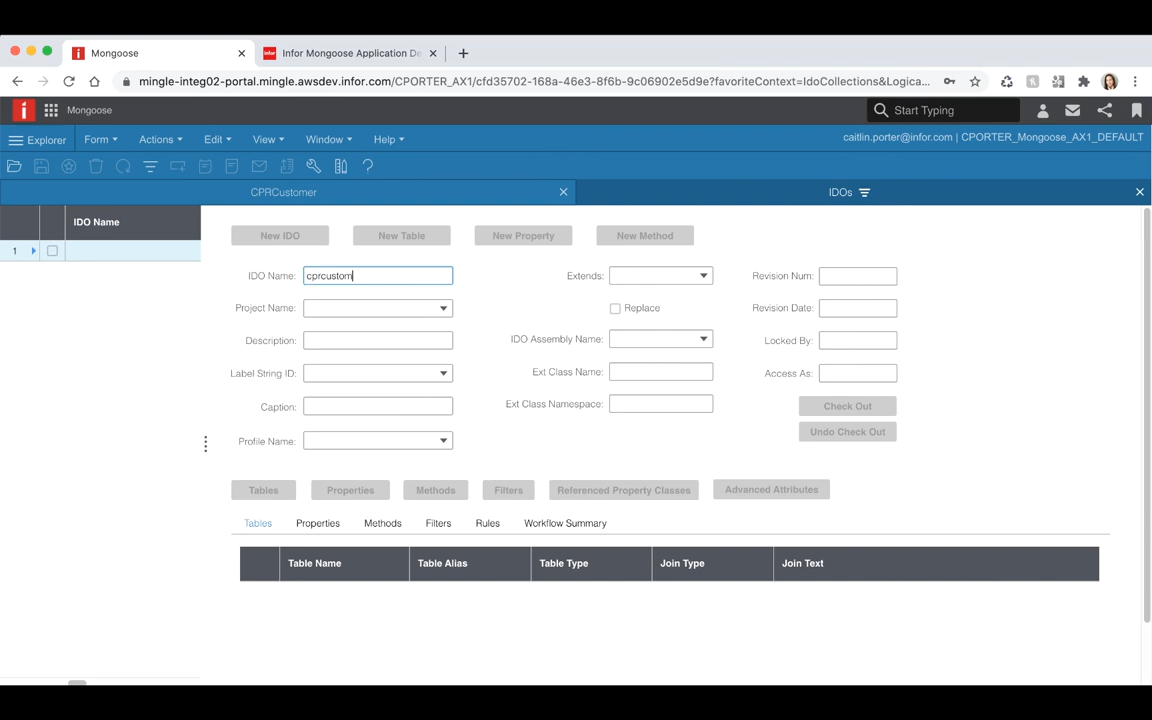 Mongoose
Infor Mongoose Application De
mingle-integ02-portal.mingle.awsdev.infor.com/CPORTER_AX1/cfd35702-168a-46e3-8f6b-9c06902e5d9e?favoriteContext=IdoCollections&Logica...
Mongoose
Start Typing
Explorer Form Actions Edit View Window Help
caitlin.porter@infor.com | CPORTER_Mongoose_AX1_DEFAULT
CPRCustomer
IDOs
IDO Name
1
New IDO New Table New Property New Method
IDO Name: cprcustom Extends: Revision Num:
Project Name: Replace Revision Date:
Description: IDO Assembly Name: Locked By:
Label String ID: Ext Class Name: Access As:
Caption: Ext Class Namespace: Check Out
Profile Name: Undo Check Out
Tables Properties Methods Filters Referenced Property Classes Advanced Attributes
Tables Properties Methods Filters Rules Workflow Summary
Table Name Table Alias Table Type Join Type Join Text